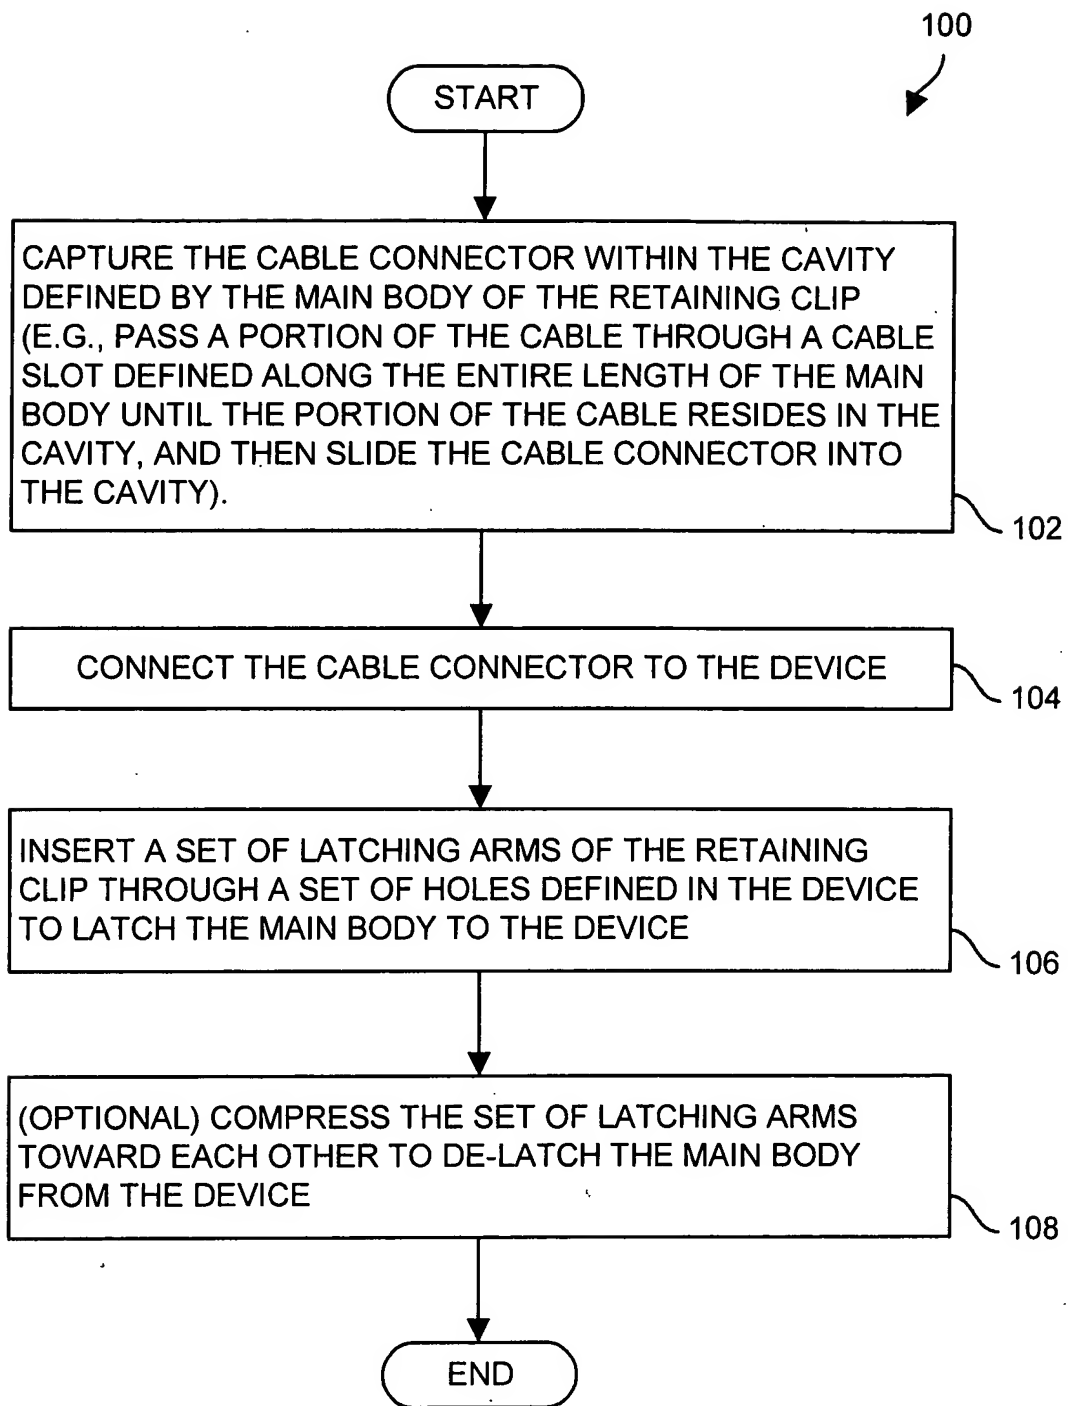 100
START
CAPTURE THE CABLE CONNECTOR WITHIN THE CAVITY
DEFINED BY THE MAIN BODY OF THE RETAINING CLIP
(E.G., PASS A PORTION OF THE CABLE THROUGH A CABLE
SLOT DEFINED ALONG THE ENTIRE LENGTH OF THE MAIN
BODY UNTIL THE PORTION OF THE CABLE RESIDES IN THE
CAVITY, AND THEN SLIDE THE CABLE CONNECTOR INTO
THE CAVITY).
102
CONNECT THE CABLE CONNECTOR TO THE DEVICE
104
INSERT A SET OF LATCHING ARMS OF THE RETAINING
CLIP THROUGH A SET OF HOLES DEFINED IN THE DEVICE
TO LATCH THE MAIN BODY TO THE DEVICE
106
(OPTIONAL) COMPRESS THE SET OF LATCHING ARMS
TOWARD EACH OTHER TO DE-LATCH THE MAIN BODY
FROM THE DEVICE
108
END